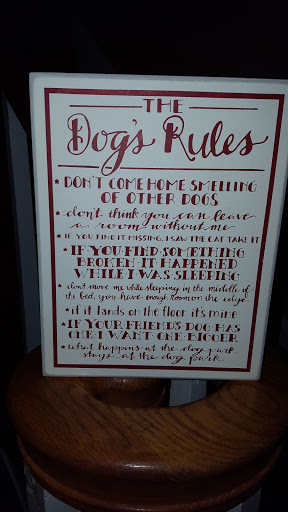 THE
Dog's Rules
* DON'T COME HOME SMELLING
OF OTHER DOGS
* don't think you can leave
a room without me
* IF YOU FIND IT MISSING, I SAW THE CAT TAKE IT
* IF YOU FIND SOMETHING
BROKEN IT HAPPENED
WHILE I WAS SLEEPING
* don't move me while sleeping in the middle of
the bed, you have enough room on the edge
* if it lands on the floor it's mine
* IF YOUR FRIEND'S DOG HAS
ONE I WANT ONE BIGGER
* what happens at the dog park
stays at the dog park